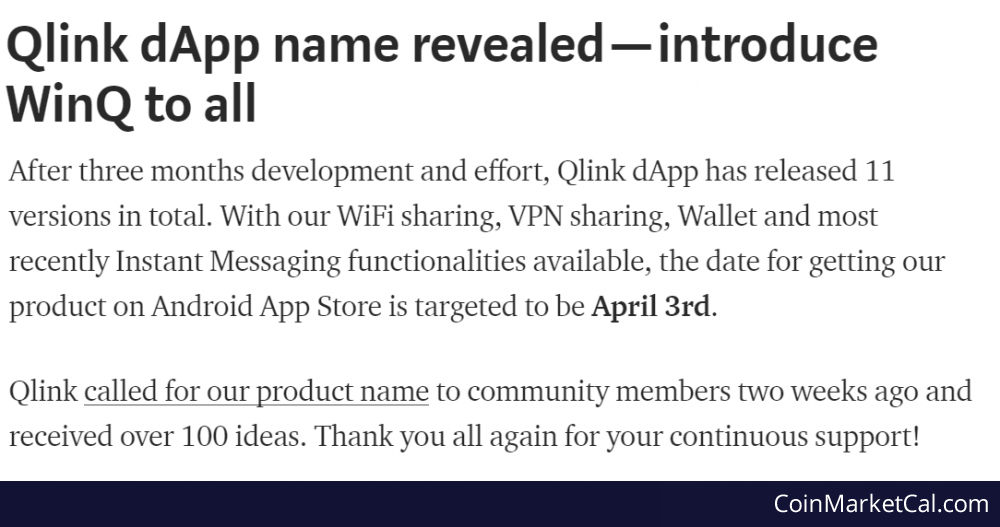 Qlink dApp name revealed — introduce
WinQ to all
After three months development and effort, Qlink dApp has released 11
versions in total. With our WiFi sharing, VPN sharing, Wallet and most
recently Instant Messaging functionalities available, the date for getting our
product on Android App Store is targeted to be April 3rd.
Qlink called for our product name to community members two weeks ago and
received over 100 ideas. Thank you all again for your continuous support!
CoinMarketCal.com